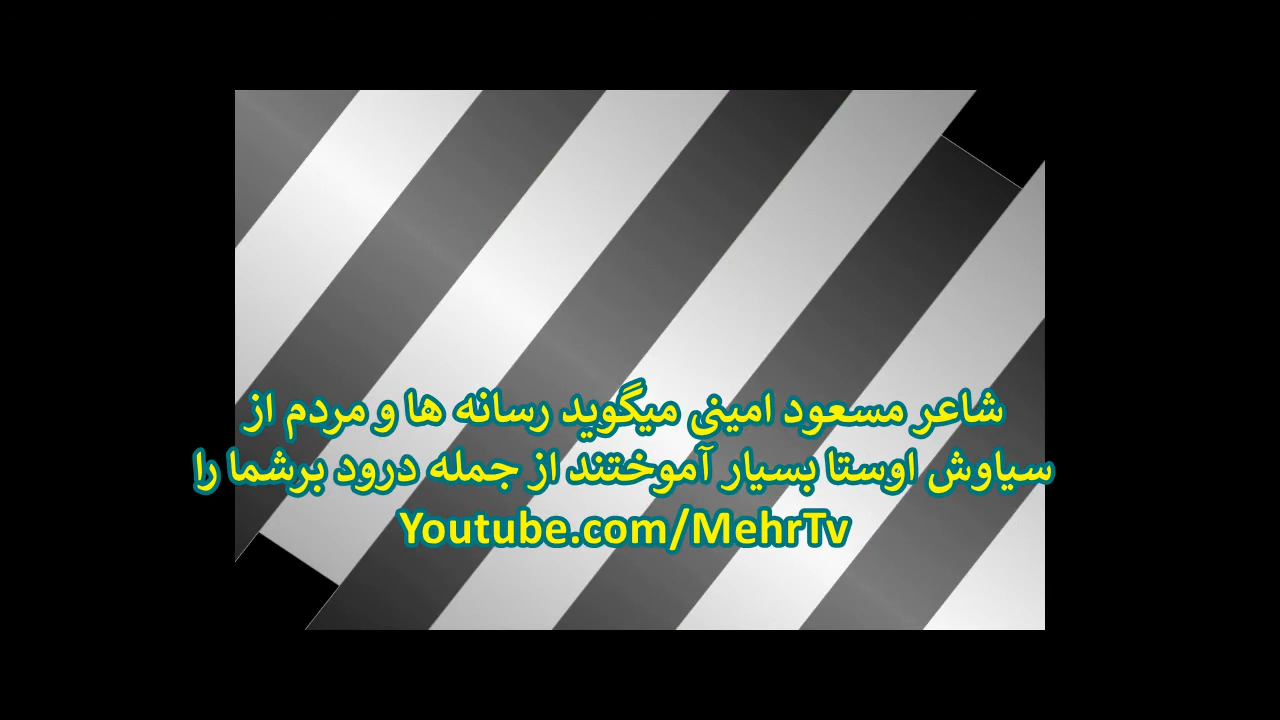 شاعر مسعود امینی میگوید رسانه ها و مردم از
سیاوش اوستا بسیار آموختند از جمله درود برشما را
Youtube.com/MehrTv